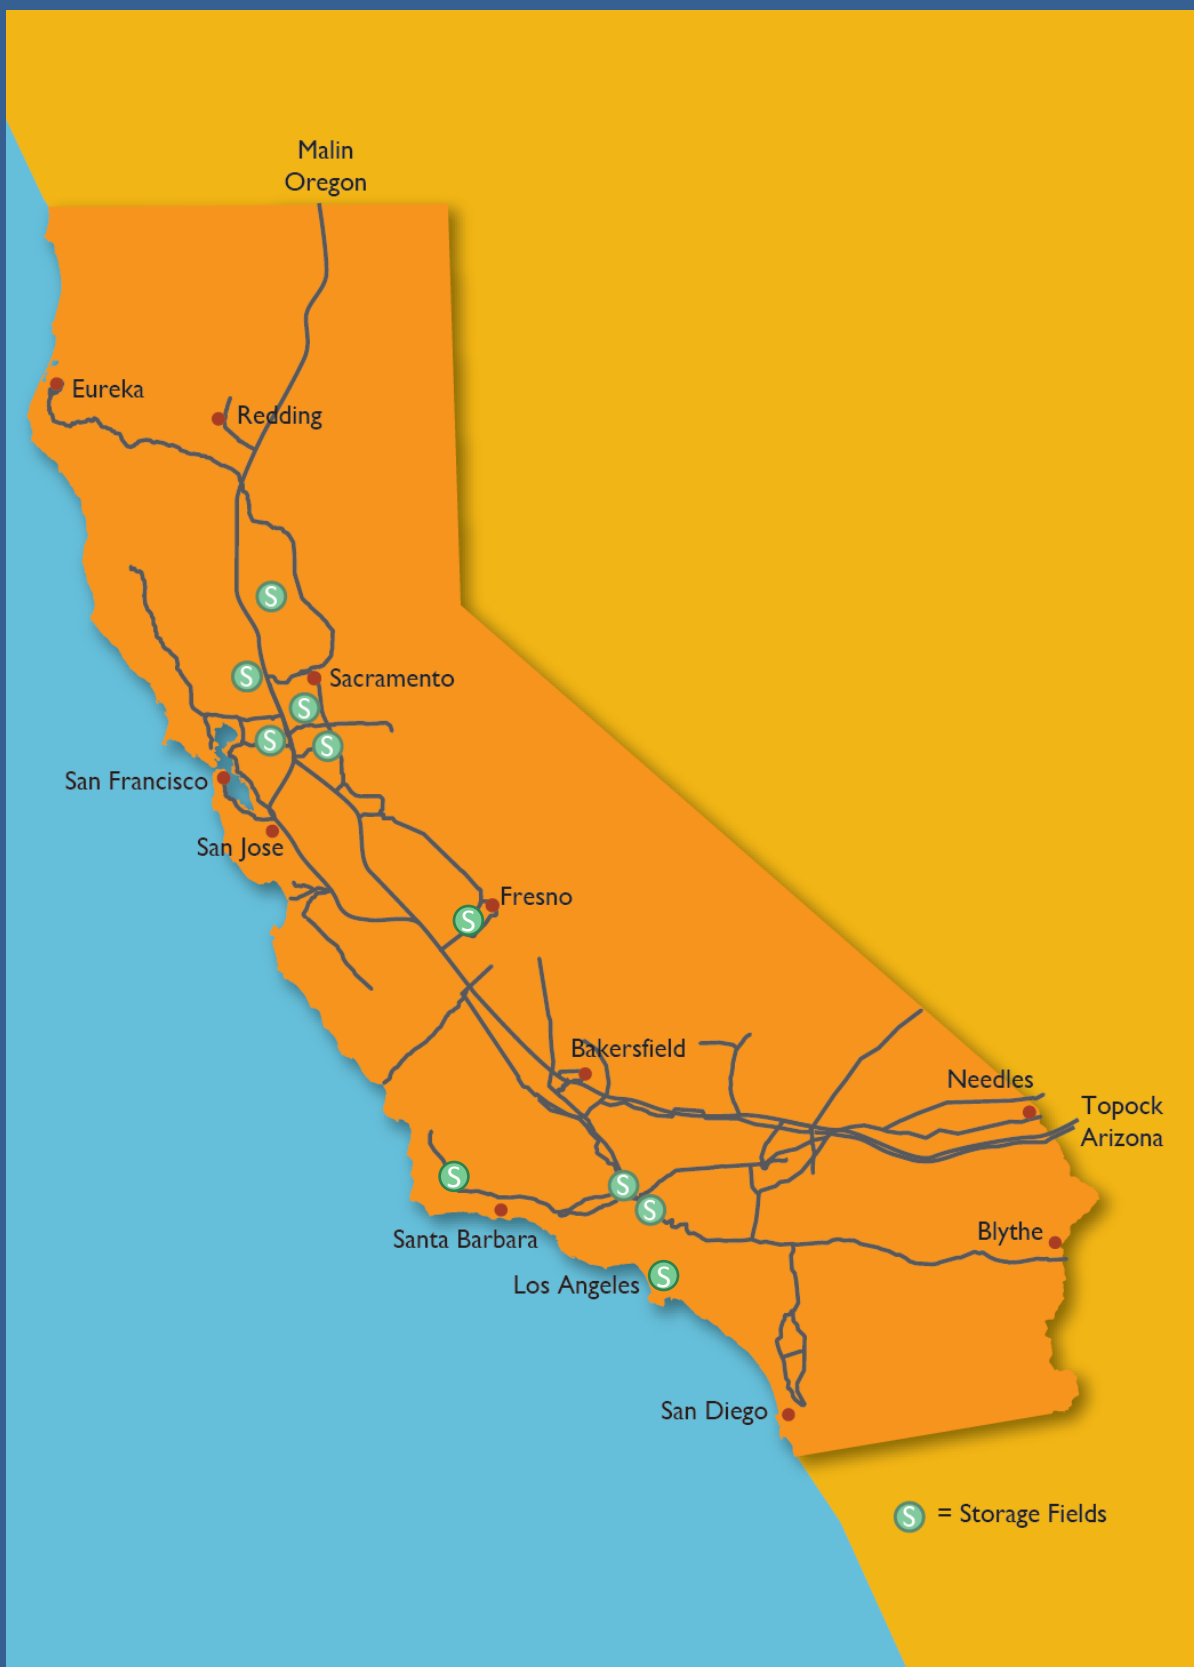 Malin
Oregon
Eureka
Redding
S
S
Sacramento
S
S
S
San Francisco
San Jose
Fresno
S
Bakersfield
Needles
Topock
Arizona
S
S
S
Santa Barbara
Blythe
Los Angeles
S
San Diego
S = Storage Fields